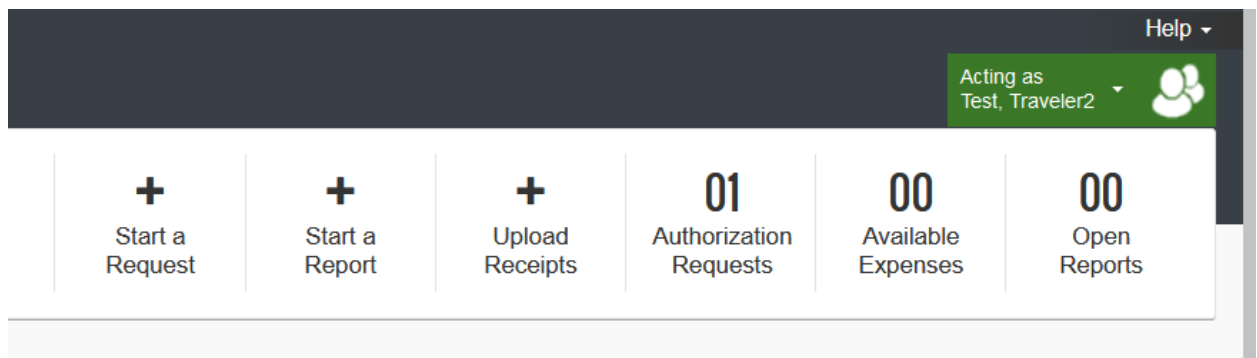 Help
Acting as
Test, Traveler2
+
Start a
Request
+
Start a
Report
+
Upload
Receipts
01
Authorization
Requests
00
Available
Expenses
00
Open
Reports